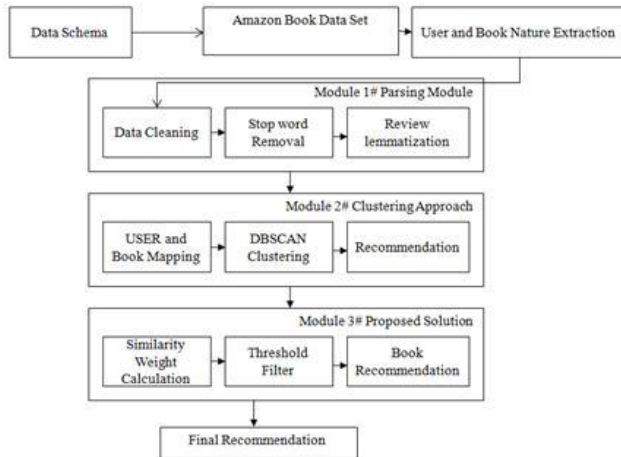 Data Schema
Amazon Book Data Set
User and Book Nature Extraction
Module 1# Parsing Module
Data Cleaning
Stop word
Removal
Review
lemmatization
Module 2# Clustering Approach
USER and
Book Mapping
DBSCAN
Clustering
Recommendation
Module 3# Proposed Solution
Similarity
Weight
Calculation
Threshold
Filter
Book
Recommendation
Final Recommendation